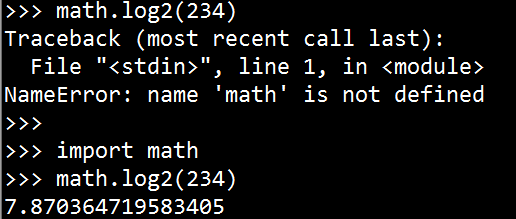 >>> math.log2(234)
Traceback (most recent call last):
  File "<stdin>", line 1, in <module>
NameError: name 'math' is not defined
>>>
>>> import math
>>> math.log2(234)
7.870364719583405